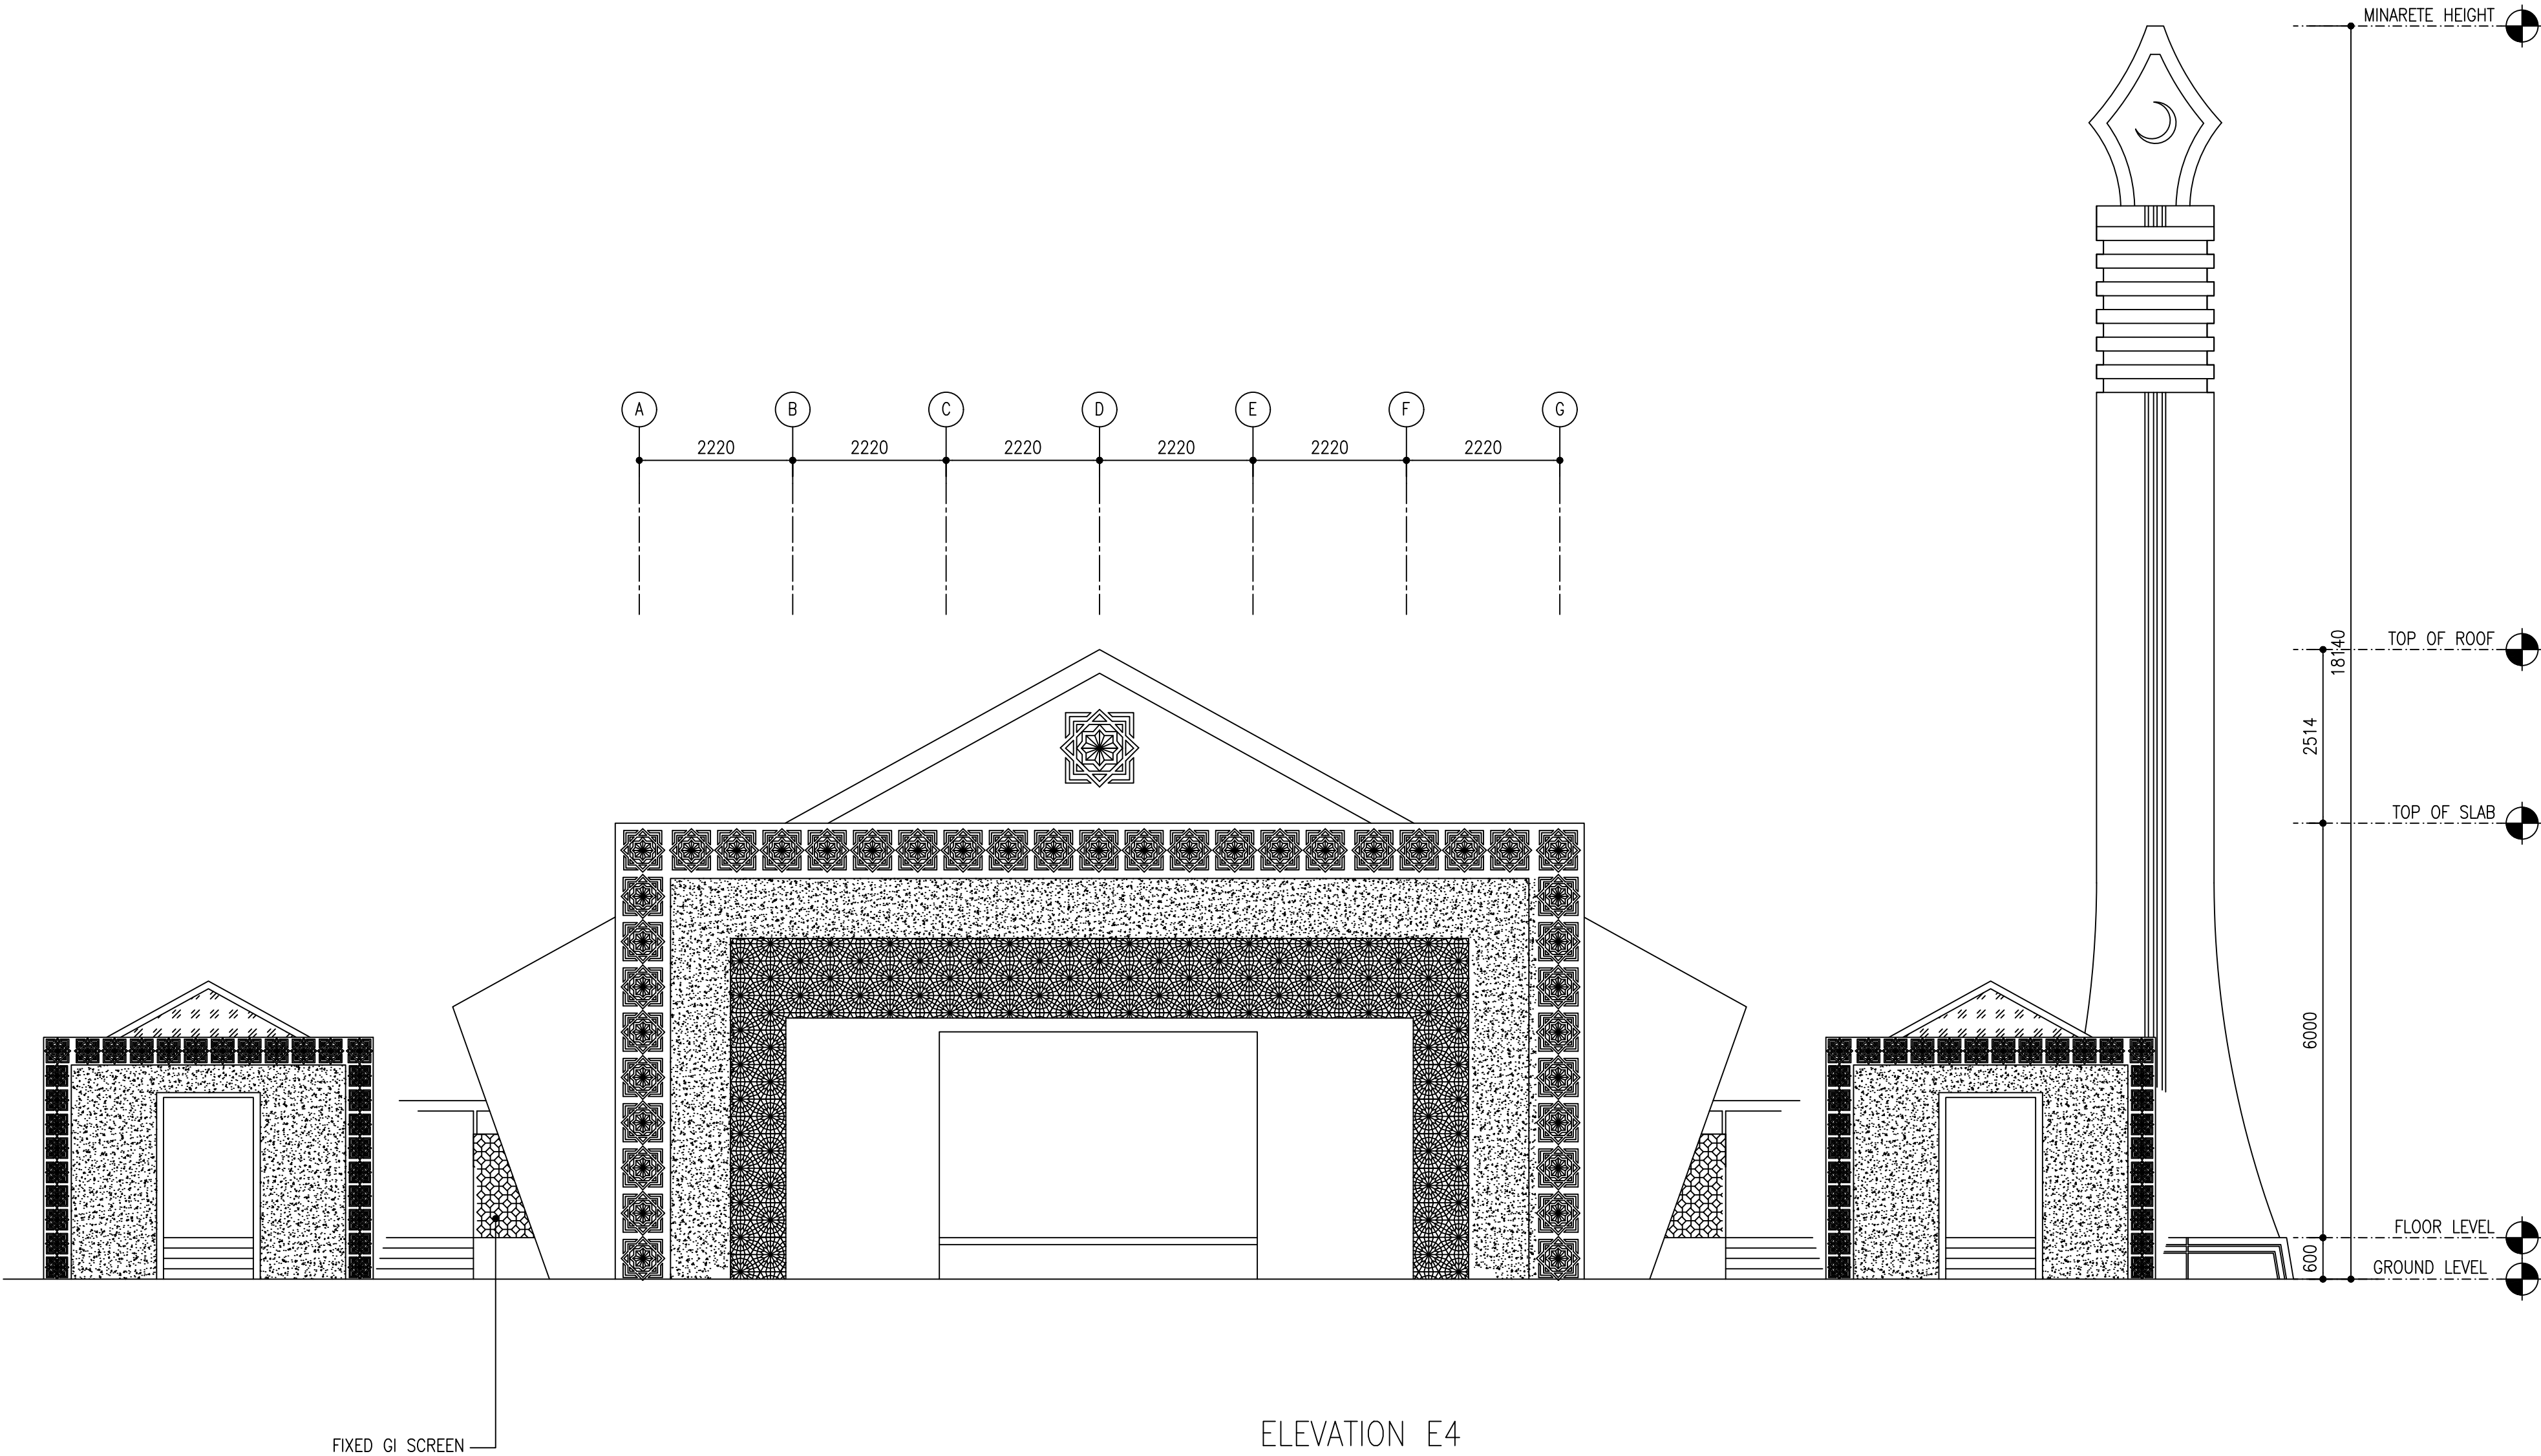 MINARETE HEIGHT
A B C D E F G
2220 2220 2220 2220 2220 2220
TOP OF ROOF
18140
2514
TOP OF SLAB
6000
FLOOR LEVEL
600
GROUND LEVEL
ELEVATION E4
FIXED GI SCREEN